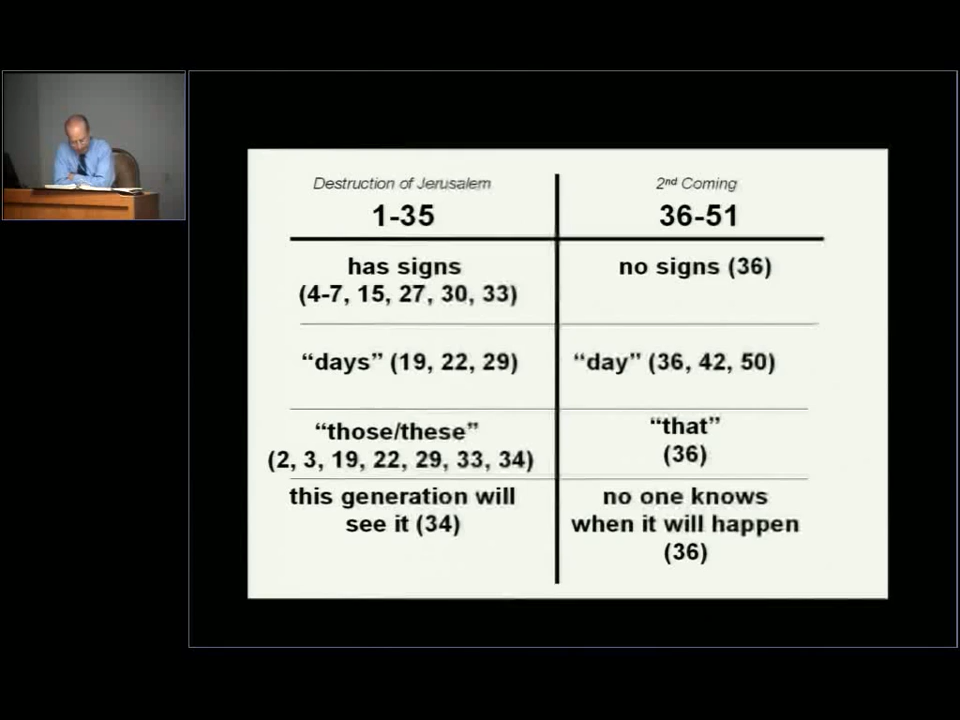 Destruction of Jerusalem
1-35
2nd Coming
36-51
has signs
(4-7, 15, 27, 30, 33)
no signs (36)
“days” (19, 22, 29)
“day” (36, 42, 50)
“those/these”
(2, 3, 19, 22, 29, 33, 34)
“that”
(36)
this generation will
see it (34)
no one knows
when it will happen
(36)